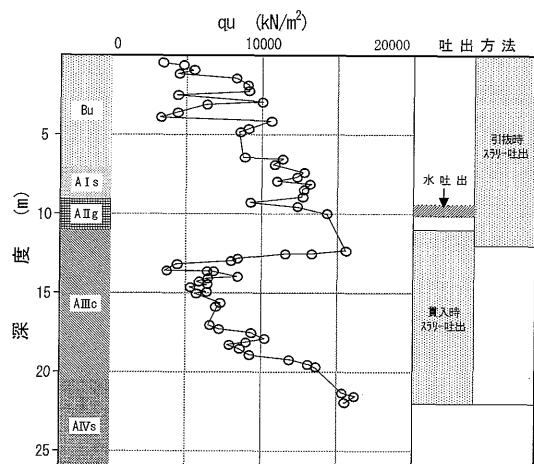 qu (kN/m²)
0 10000 20000 吐出方法
Bu
AⅠs
AⅡg
AⅢc
AⅣs
5
10
15
20
25
深度 (m)
水吐出
引抜時
スラリー吐出
貫入時
スラリー吐出